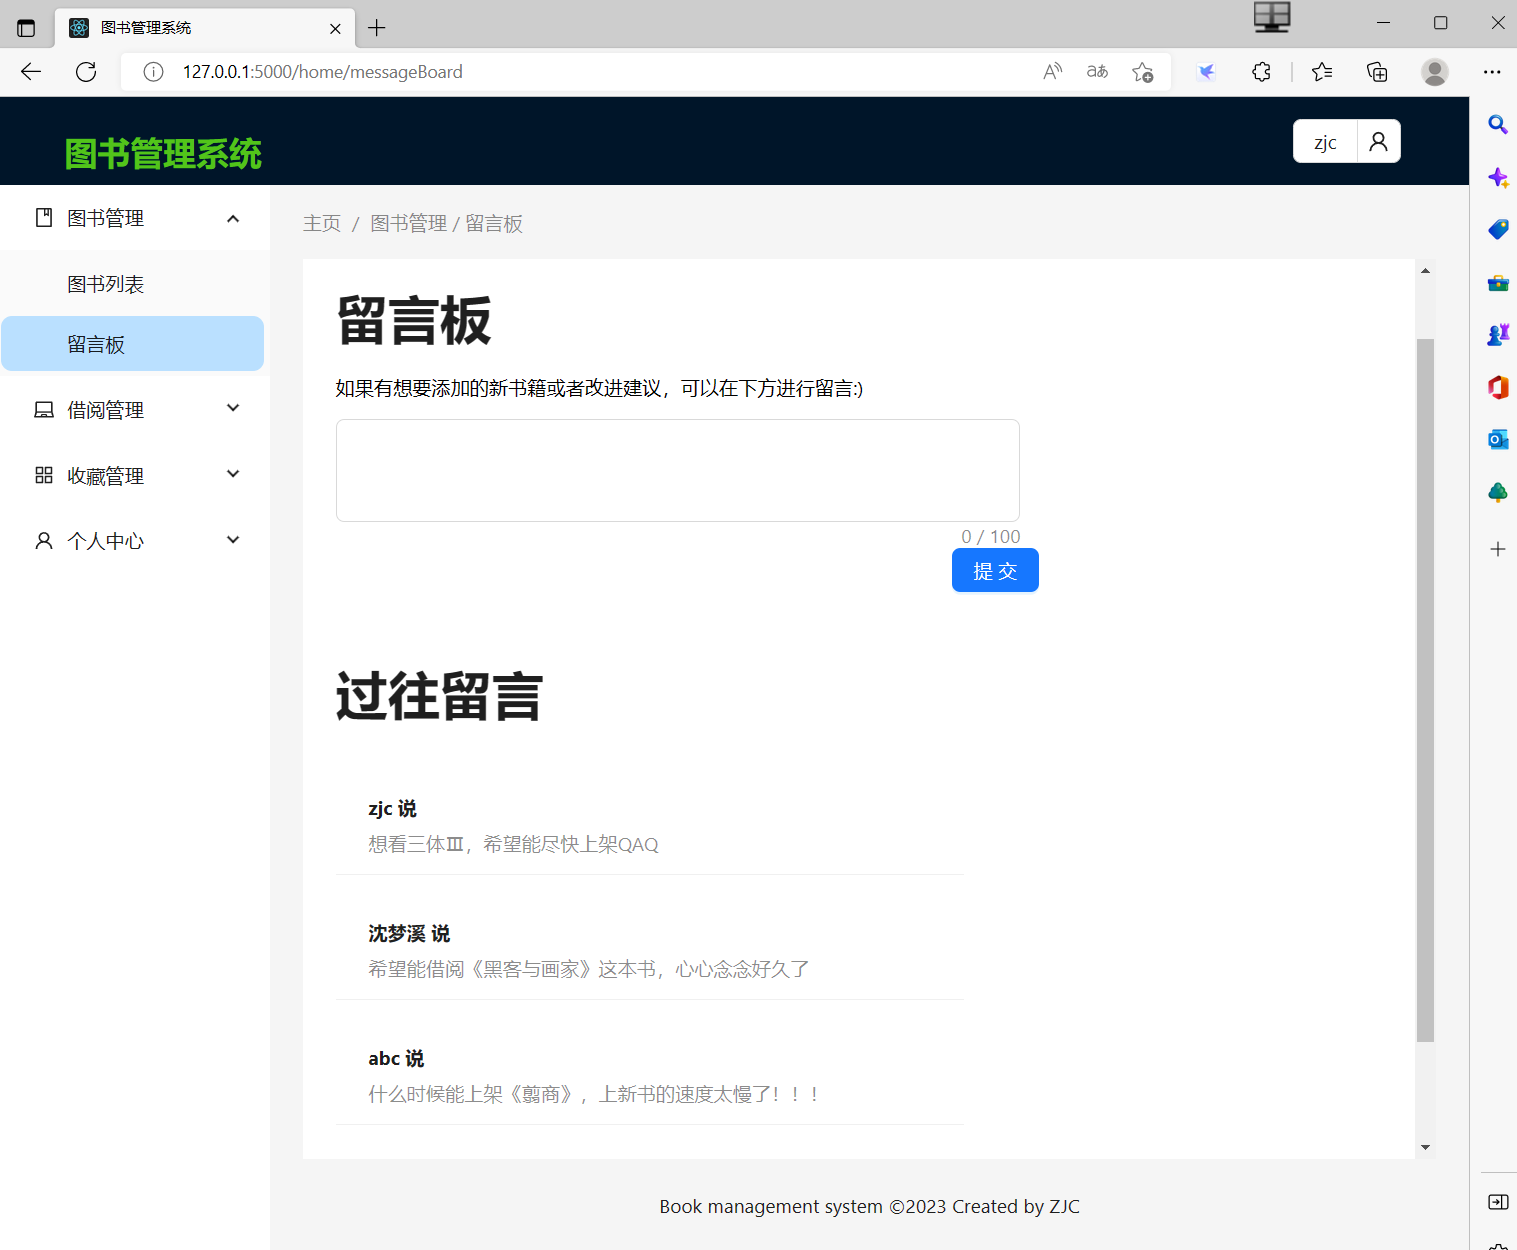 图书管理系统
127.0.0.1:5000/home/messageBoard
图书管理系统
zjc
图书管理
图书列表
留言板
借阅管理
收藏管理
个人中心
主页 / 图书管理 / 留言板
留言板
如果有想要添加的新书籍或者改进建议，可以在下方进行留言:)
0 / 100
提 交
过往留言
zjc 说
想看三体Ⅲ，希望能尽快上架QAQ
沈梦溪 说
希望能借阅《黑客与画家》这本书，心心念念好久了
abc 说
什么时候能上架《翦商》，上新书的速度太慢了！！！
Book management system ©2023 Created by ZJC